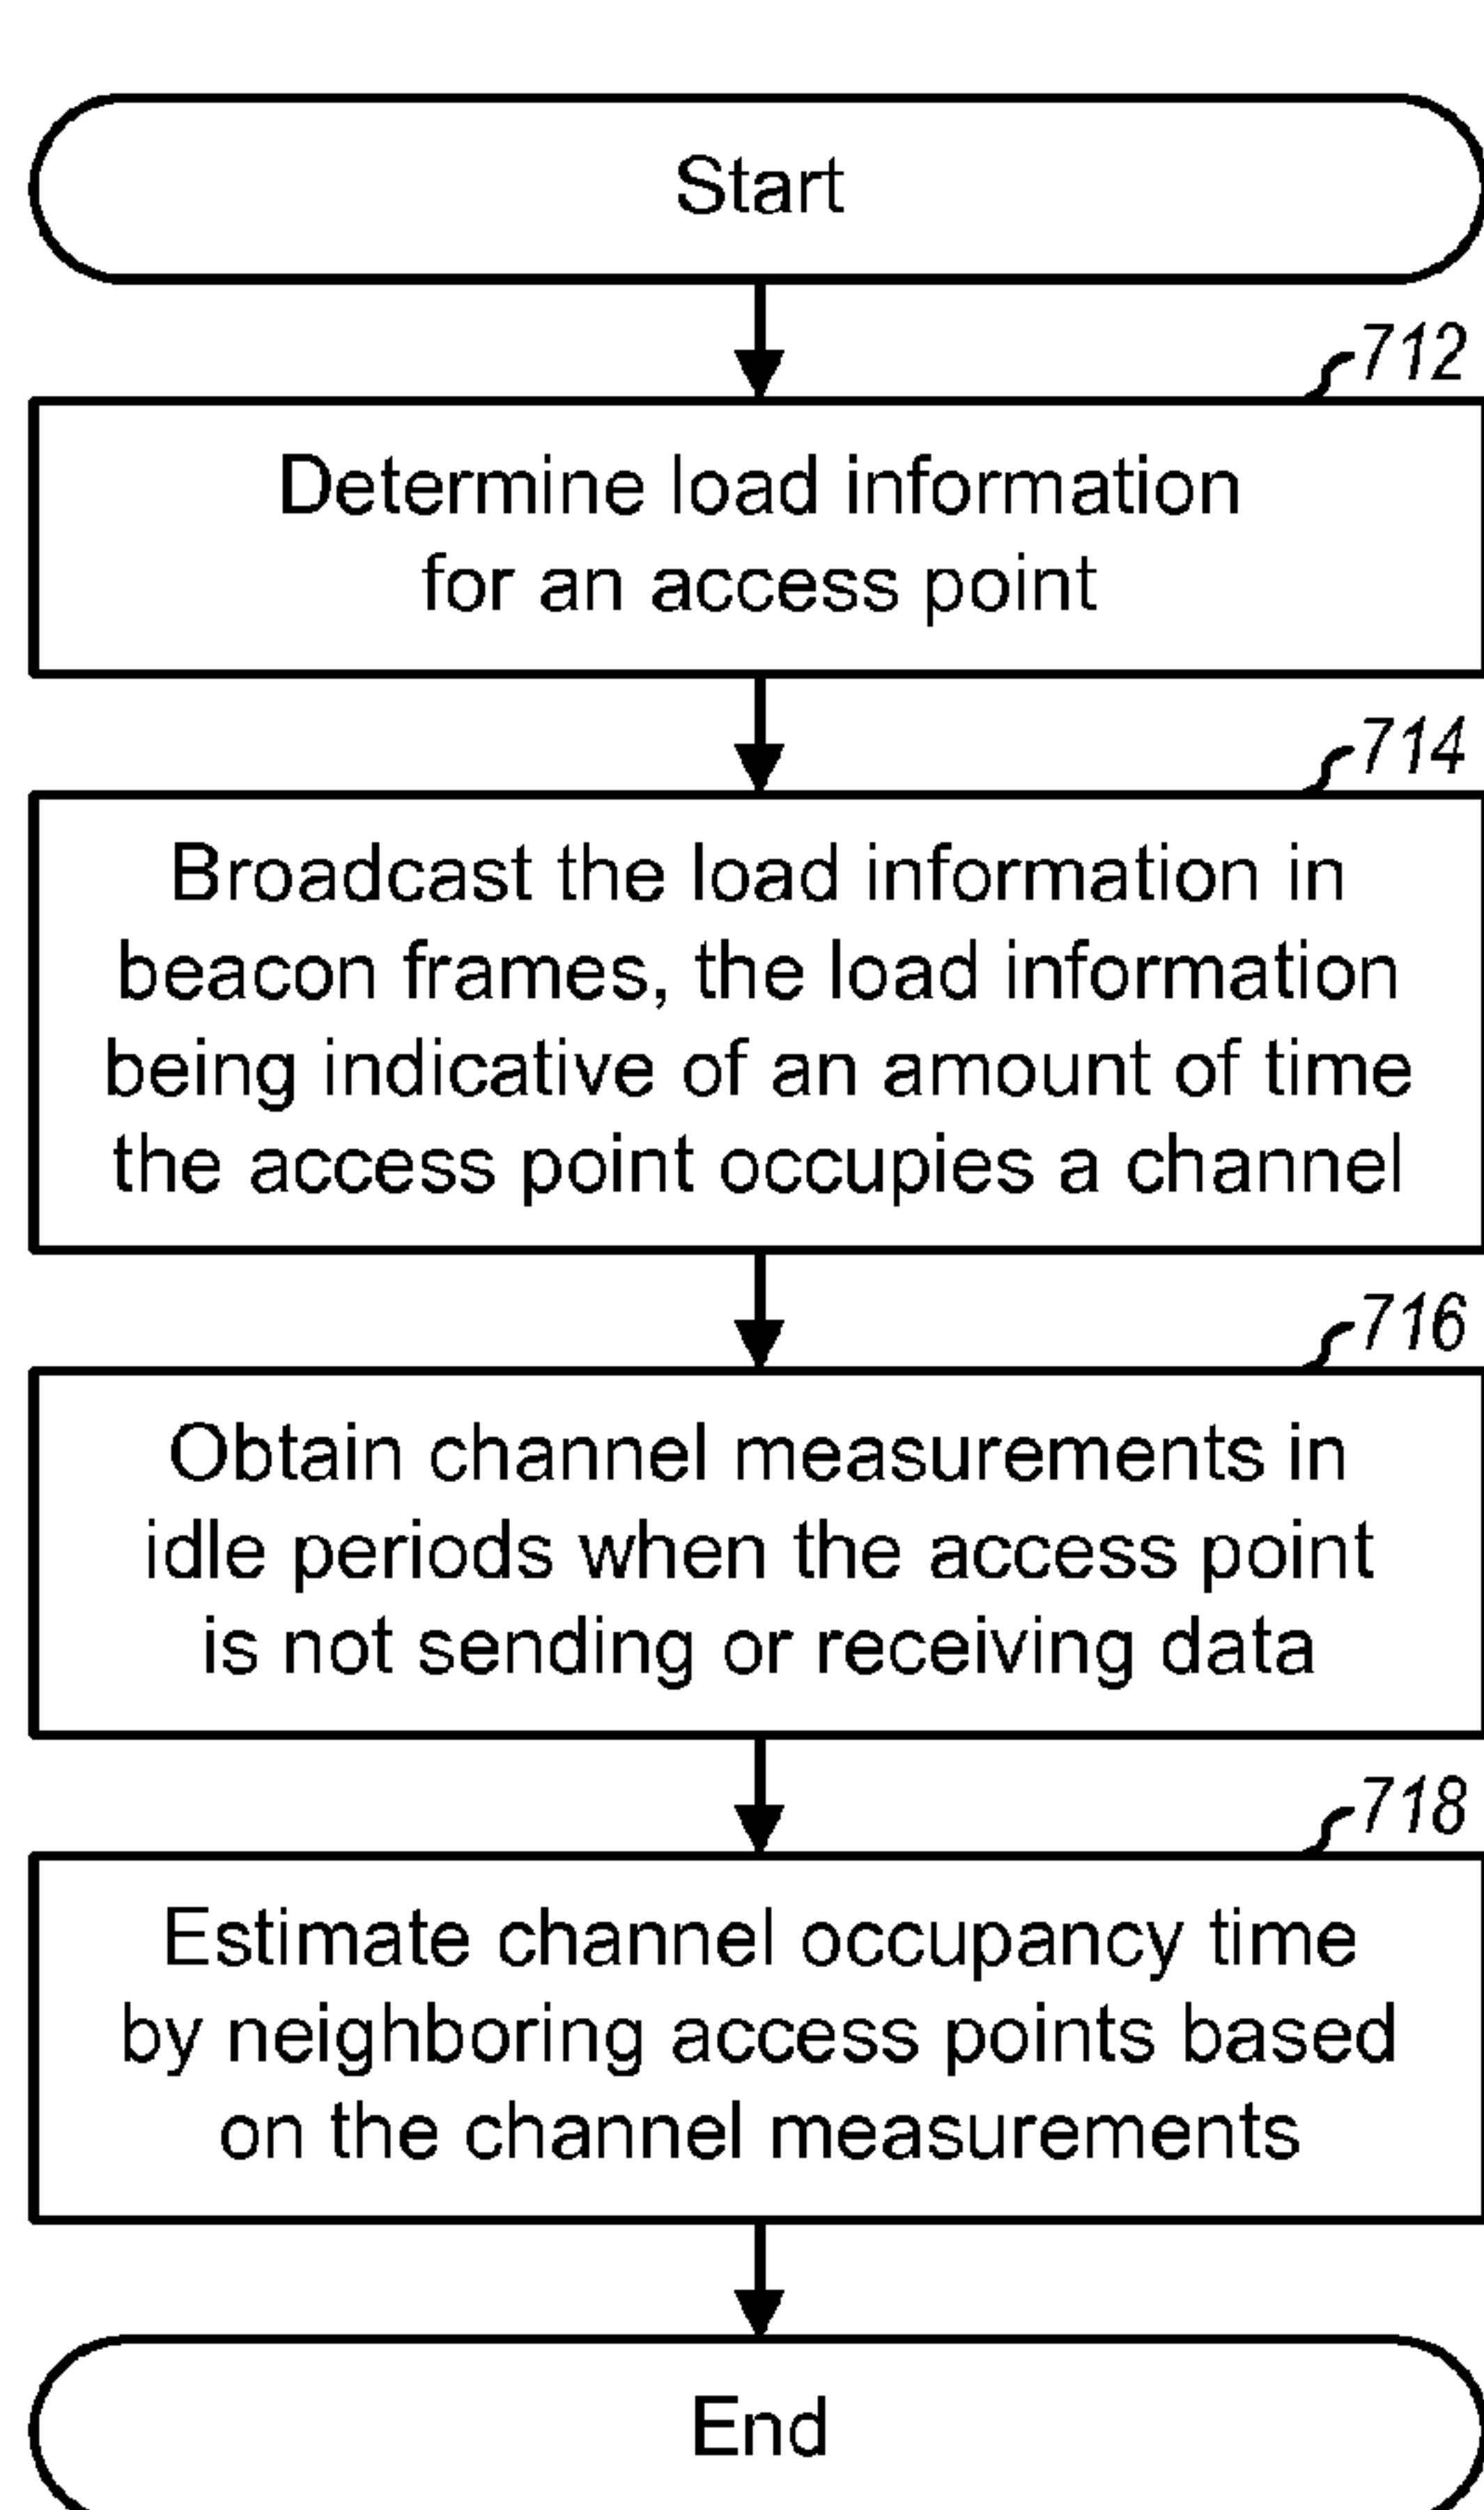 Start
712
Determine load information
for an access point
714
Broadcast the load information in
beacon frames, the load information
being indicative of an amount of time
the access point occupies a channel
716
Obtain channel measurements in
idle periods when the access point
is not sending or receiving data
718
Estimate channel occupancy time
by neighboring access points based
on the channel measurements
End